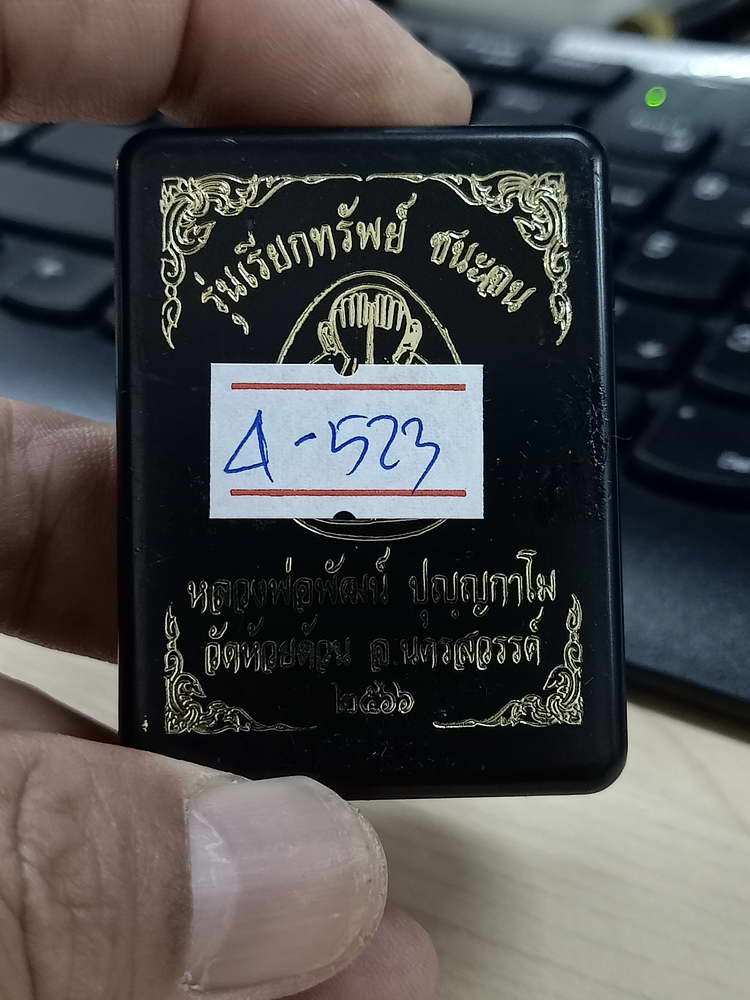 รุ่นเรียกทรัพย์ ชนะจน
A-523
หลวงพ่อพัฒน์ ปุญฺญกาโม
วัดห้วยด้วน จ.นครสวรรค์
๒๕๖๖